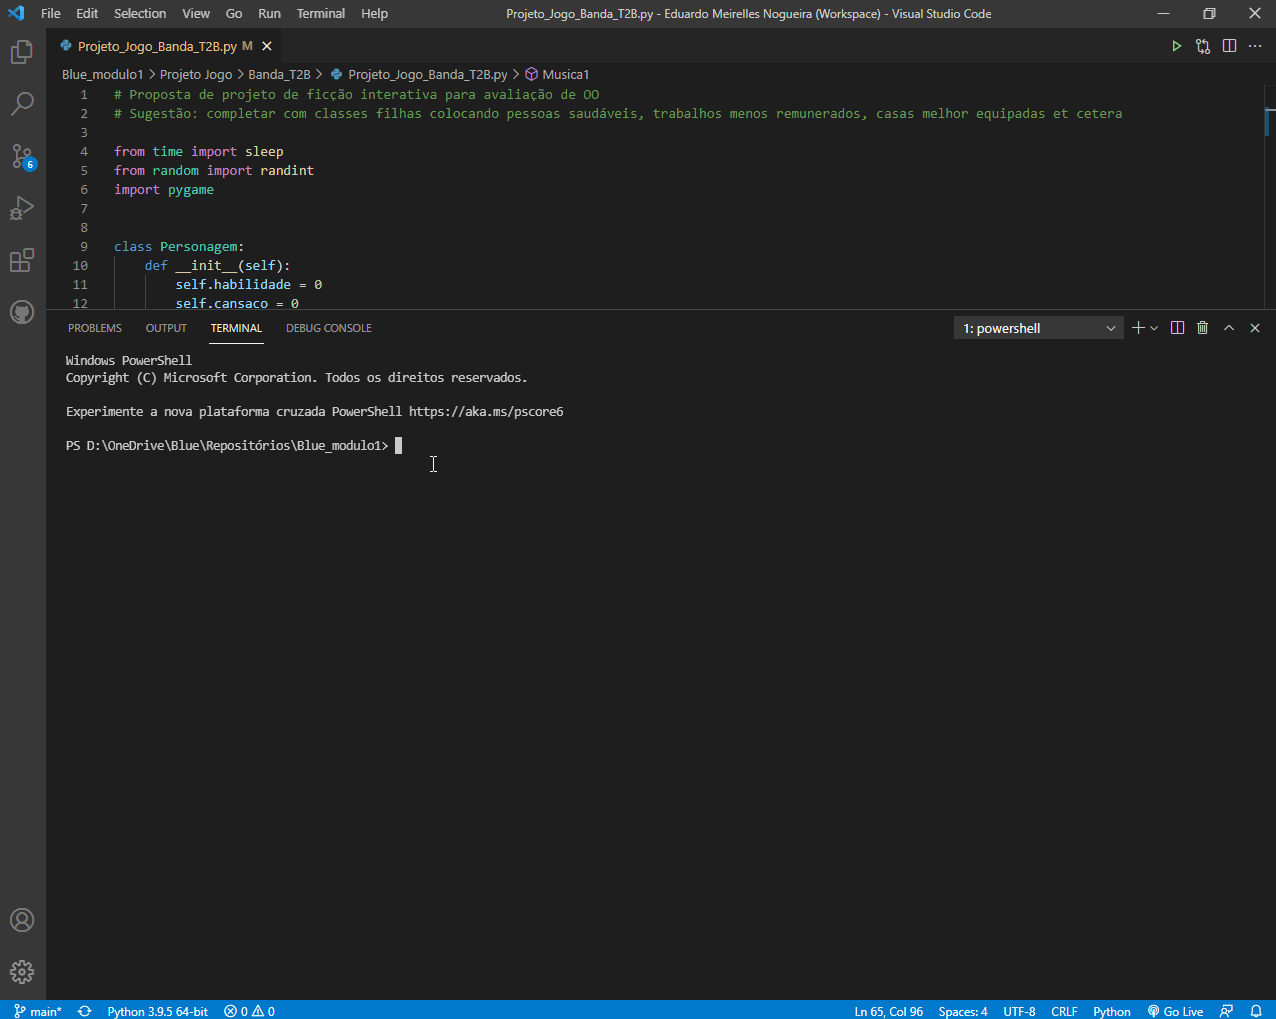 File Edit Selection View Go Run Terminal Help Projeto_Jogo_Banda_T2B.py - Eduardo Meirelles Nogueira (Workspace) - Visual Studio Code
Projeto_Jogo_Banda_T2B.py M
Blue_modulo1 > Projeto Jogo > Banda_T2B > Projeto_Jogo_Banda_T2B.py > Musica1
1 # Proposta de projeto de ficção interativa para avaliação de OO
2 # Sugestão: completar com classes filhas colocando pessoas saudáveis, trabalhos menos remunerados, casas melhor equipadas et cetera
3
4 from time import sleep
5 from random import randint
6 import pygame
7
8
9 class Personagem:
10 def __init__(self):
11 self.habilidade = 0
12 self.cansaco = 0
6
PROBLEMS OUTPUT TERMINAL DEBUG CONSOLE 1: powershell
Windows PowerShell
Copyright (C) Microsoft Corporation. Todos os direitos reservados.
Experimente a nova plataforma cruzada PowerShell https://aka.ms/pscore6
PS D:\OneDrive\Blue\Repositórios\Blue_modulo1>
main* Python 3.9.5 64-bit 0 0 Ln 65, Col 96 Spaces: 4 UTF-8 CRLF Python Go Live